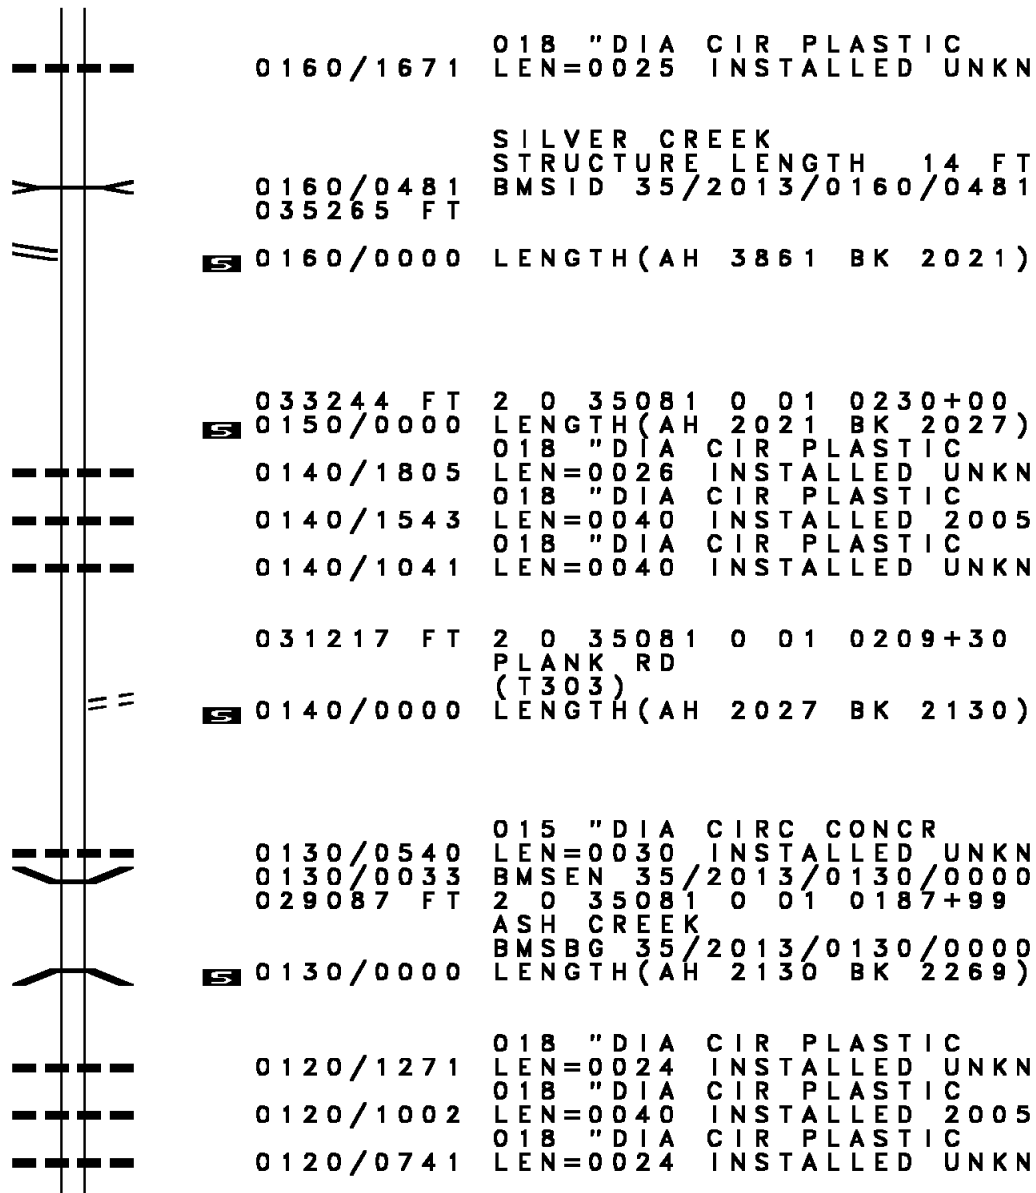 018 "DIA CIR PLASTIC
0160/1671 LEN=0025 INSTALLED UNKN
SILVER CREEK
STRUCTURE LENGTH 14 FT
0160/0481 BMSID 35/2013/0160/0481
035265 FT
S 0160/0000 LENGTH(AH 3861 BK 2021)
033244 FT 2 0 35081 0 01 0230+00
S 0150/0000 LENGTH(AH 2021 BK 2027)
018 "DIA CIR PLASTIC
0140/1805 LEN=0026 INSTALLED UNKN
018 "DIA CIR PLASTIC
0140/1543 LEN=0040 INSTALLED 2005
018 "DIA CIR PLASTIC
0140/1041 LEN=0040 INSTALLED UNKN
031217 FT 2 0 35081 0 01 0209+30
PLANK RD
(T303)
S 0140/0000 LENGTH(AH 2027 BK 2130)
015 "DIA CIRC CONCR
0130/0540 LEN=0030 INSTALLED UNKN
0130/0033 BMSEN 35/2013/0130/0000
029087 FT 2 0 35081 0 01 0187+99
ASH CREEK
BMSBG 35/2013/0130/0000
S 0130/0000 LENGTH(AH 2130 BK 2269)
018 "DIA CIR PLASTIC
0120/1271 LEN=0024 INSTALLED UNKN
018 "DIA CIR PLASTIC
0120/1002 LEN=0040 INSTALLED 2005
018 "DIA CIR PLASTIC
0120/0741 LEN=0024 INSTALLED UNKN